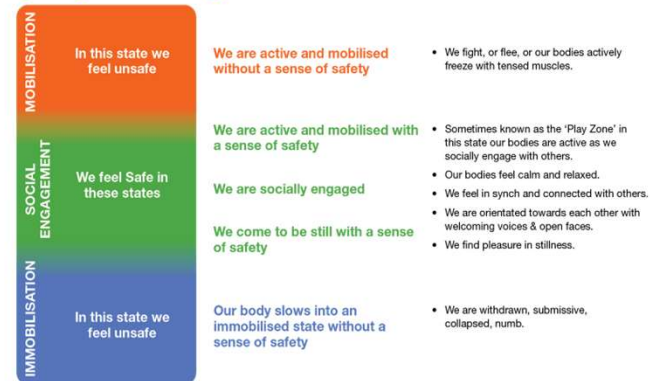 MOBILISATION
In this state we
feel unsafe
We are active and mobilised
without a sense of safety
• We fight, or flee, or our bodies actively
freeze with tensed muscles.
SOCIAL
ENGAGEMENT
We feel Safe in
these states
We are active and mobilised with
a sense of safety
We are socially engaged
We come to be still with a sense
of safety
• Sometimes known as the ‘Play Zone’ in
this state our bodies are active as we
socially engage with others.
• Our bodies feel calm and relaxed.
• We feel in synch and connected with others.
• We are orientated towards each other with
welcoming voices & open faces.
• We find pleasure in stillness.
IMMOBILISATION
In this state we
feel unsafe
Our body slows into an
immobilised state without a
sense of safety
• We are withdrawn, submissive,
collapsed, numb.